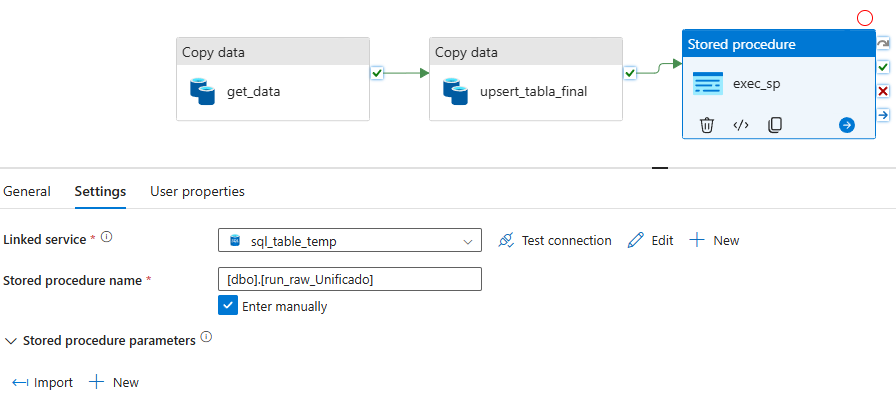 Copy data
get_data
Copy data
upsert_tabla_final
Stored procedure
exec_sp
General Settings User properties
Linked service * sql_table_temp Test connection Edit New
Stored procedure name * [dbo].[run_raw_Unificado]
Enter manually
Stored procedure parameters
Import New